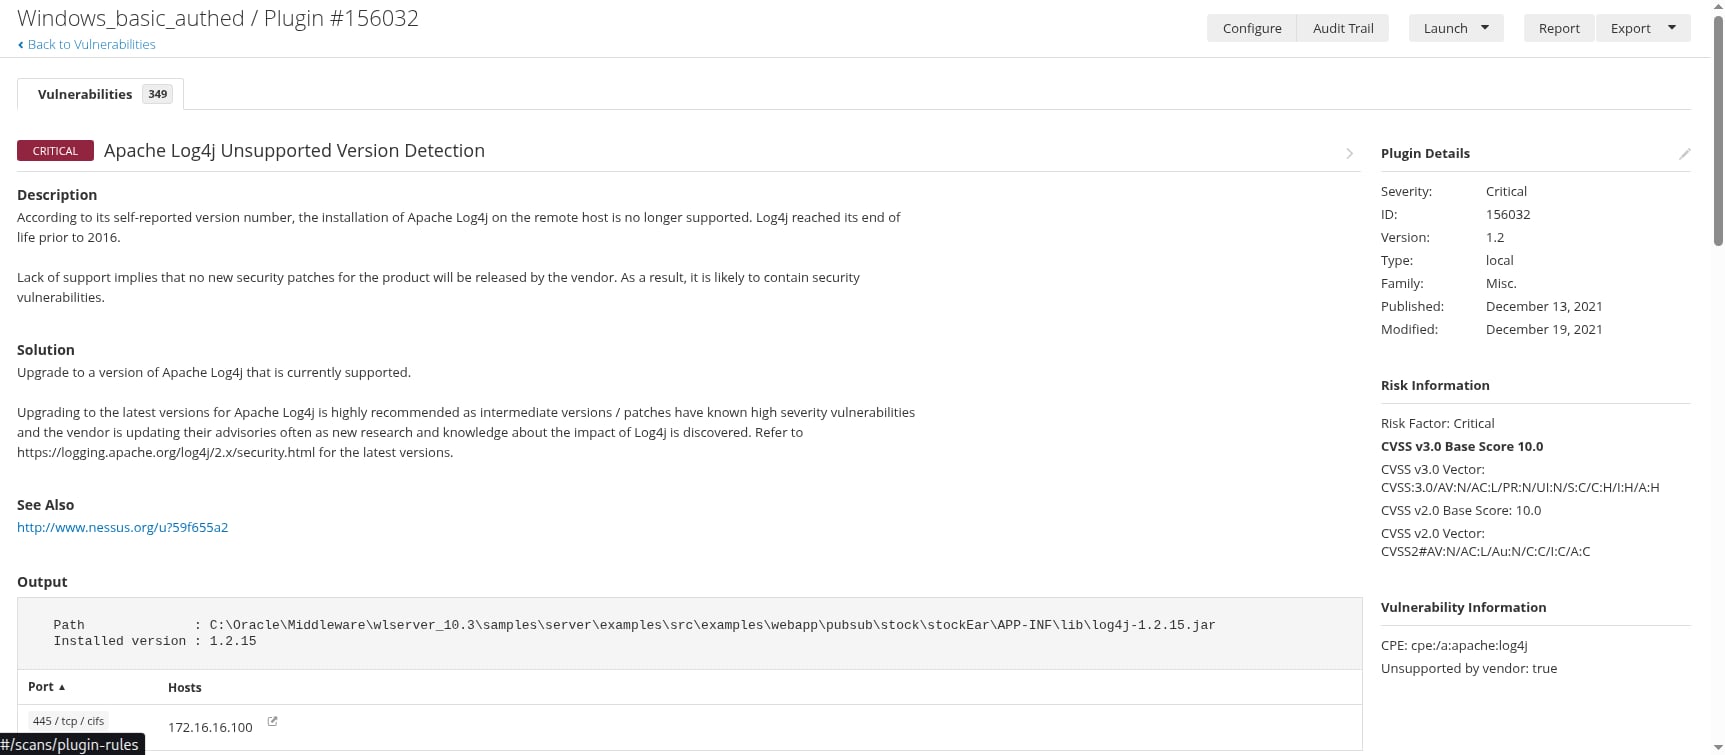 Windows_basic_authed / Plugin #156032
Back to Vulnerabilities
Configure
Audit Trail
Launch
Report
Export
Vulnerabilities 349
CRITICAL Apache Log4j Unsupported Version Detection
Description
According to its self-reported version number, the installation of Apache Log4j on the remote host is no longer supported. Log4j reached its end of
life prior to 2016.
Lack of support implies that no new security patches for the product will be released by the vendor. As a result, it is likely to contain security
vulnerabilities.
Solution
Upgrade to a version of Apache Log4j that is currently supported.
Upgrading to the latest versions for Apache Log4j is highly recommended as intermediate versions / patches have known high severity vulnerabilities
and the vendor is updating their advisories often as new research and knowledge about the impact of Log4j is discovered. Refer to
https://logging.apache.org/log4j/2.x/security.html for the latest versions.
See Also
http://www.nessus.org/u?59f655a2
Output
Path : C:\Oracle\Middleware\wlserver_10.3\samples\server\examples\src\examples\webapp\pubsub\stock\stockEar\APP-INF\lib\log4j-1.2.15.jar
Installed version : 1.2.15
Port ▲ Hosts
445 / tcp / cifs 172.16.16.100
#/scans/plugin-rules
Plugin Details
Severity: Critical
ID: 156032
Version: 1.2
Type: local
Family: Misc.
Published: December 13, 2021
Modified: December 19, 2021
Risk Information
Risk Factor: Critical
CVSS v3.0 Base Score 10.0
CVSS v3.0 Vector:
CVSS:3.0/AV:N/AC:L/PR:N/UI:N/S:C/C:H/I:H/A:H
CVSS v2.0 Base Score: 10.0
CVSS v2.0 Vector:
CVSS2#AV:N/AC:L/Au:N/C:C/I:C/A:C
Vulnerability Information
CPE: cpe:/a:apache:log4j
Unsupported by vendor: true